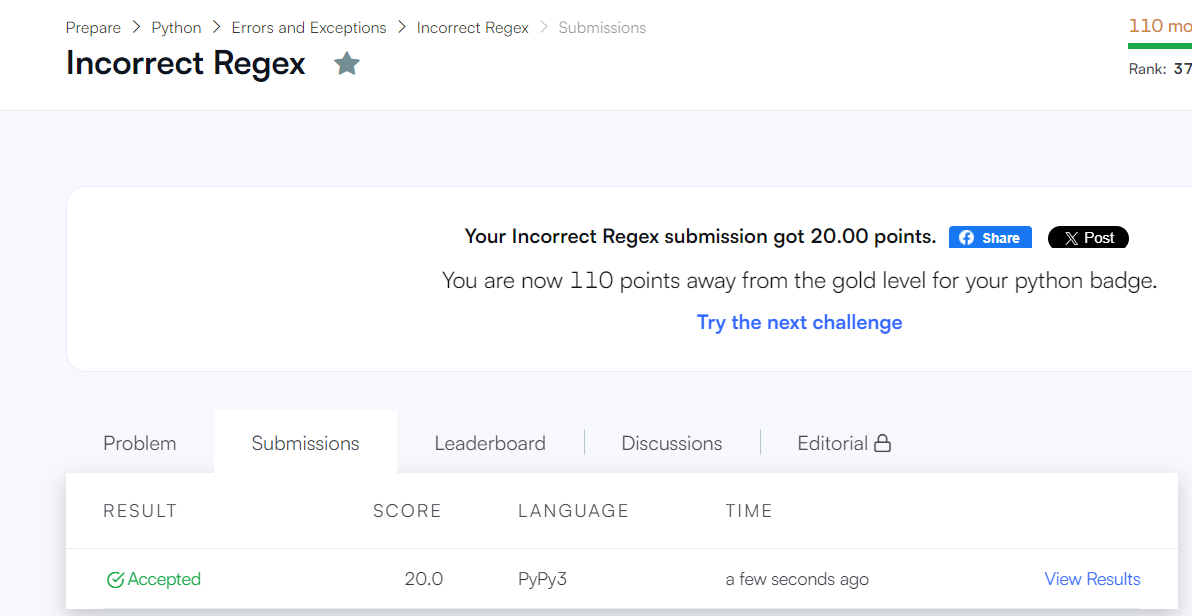 Prepare > Python > Errors and Exceptions > Incorrect Regex > Submissions
110 mo
Incorrect Regex
Rank: 37
Your Incorrect Regex submission got 20.00 points. Share Post
You are now 110 points away from the gold level for your python badge.
Try the next challenge
Problem Submissions Leaderboard Discussions Editorial
RESULT SCORE LANGUAGE TIME
Accepted 20.0 PyPy3 a few seconds ago View Results